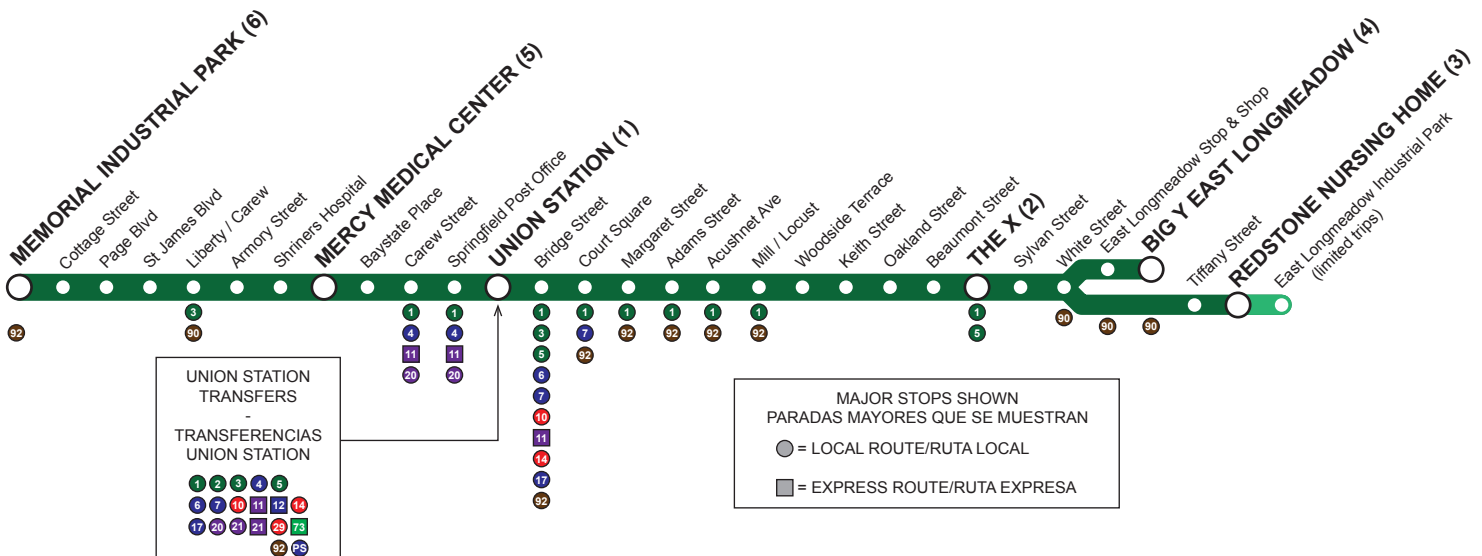 MEMORIAL INDUSTRIAL PARK (6)
Cottage Street
Page Blvd
St James Blvd
Liberty / Carew
Armory Street
Shriners Hospital
MERCY MEDICAL CENTER (5)
Baystate Place
Carew Street
Springfield Post Office
UNION STATION (1)
Bridge Street
Court Square
Margaret Street
Adams Street
Acushnet Ave
Mill / Locust
Woodside Terrace
Keith Street
Oakland Street
Beaumont Street
THE X (2)
Sylvan Street
White Street
East Longmeadow Stop & Shop
BIG Y EAST LONGMEADOW (4)
Tiffany Street
REDSTONE NURSING HOME (3)
East Longmeadow Industrial Park
(limited trips)
92
3
90
1
4
11
20
1
4
11
20
1
3
5
6
7
10
11
14
17
92
1
7
92
1
92
1
92
1
92
1
92
1
5
90
90
90
UNION STATION
TRANSFERS
-
TRANSFERENCIAS
UNION STATION
1 2 3 4 5
6 7 10 11 12 14
17 20 21 21 29 73
92 PS
MAJOR STOPS SHOWN
PARADAS MAYORES QUE SE MUESTRAN
= LOCAL ROUTE/RUTA LOCAL
= EXPRESS ROUTE/RUTA EXPRESA